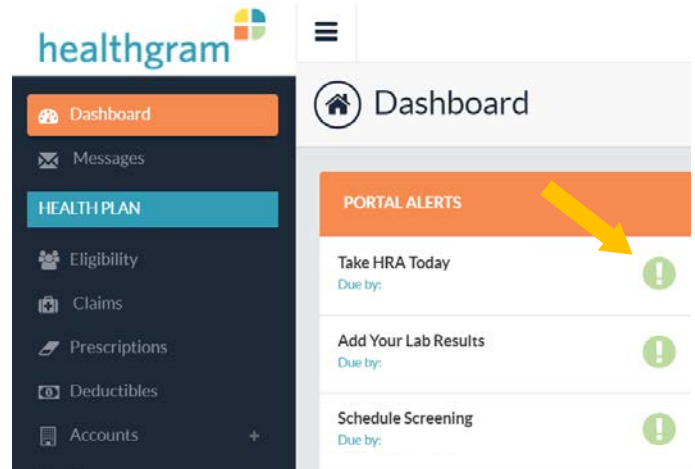 healthgram
Dashboard
Messages
HEALTH PLAN
Eligibility
Claims
Prescriptions
Deductibles
Accounts +
Dashboard
PORTAL ALERTS
Take HRA Today
Due by:
Add Your Lab Results
Due by:
Schedule Screening
Due by: